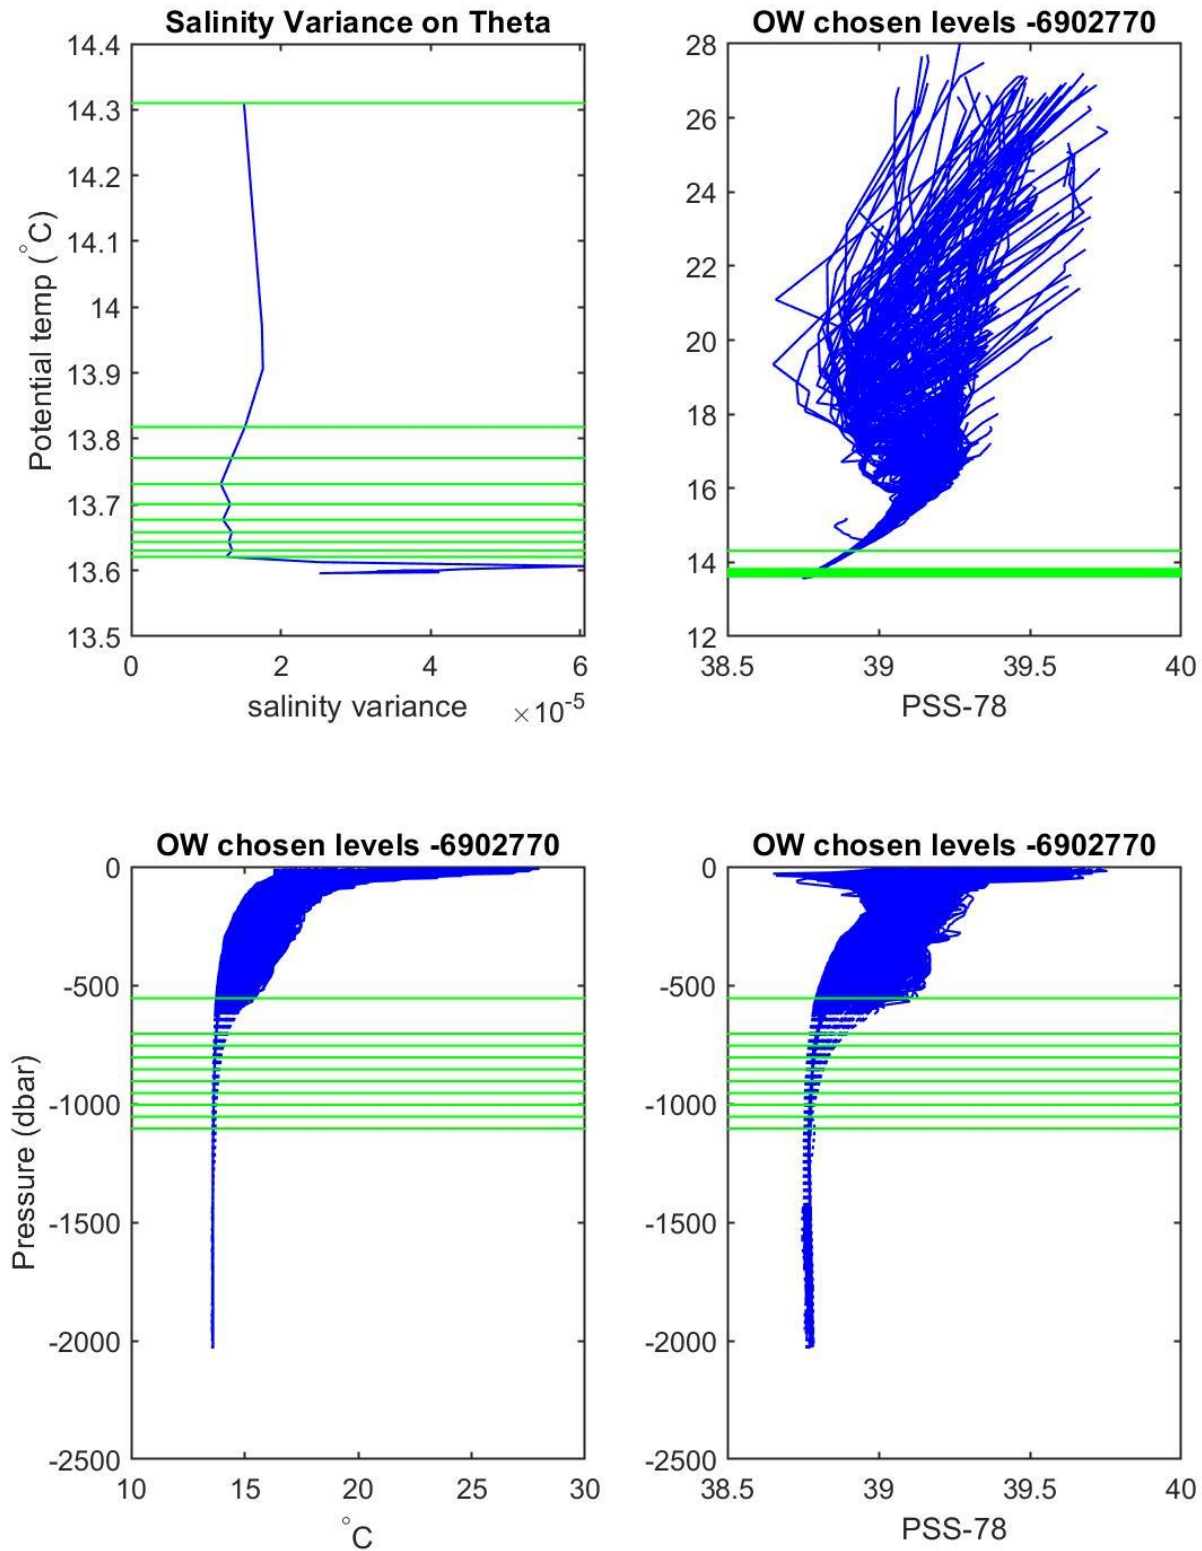 Salinity Variance on Theta
14.4
14.3
14.2
14.1
14
13.9
13.8
13.7
13.6
13.5
Potential temp (°C)
0 2 4 6
salinity variance ×10-5
OW chosen levels -6902770
28
26
24
22
20
18
16
14
12
38.5 39 39.5 40
PSS-78
OW chosen levels -6902770
0
-500
-1000
-1500
-2000
-2500
Pressure (dbar)
10 15 20 25 30
°C
OW chosen levels -6902770
0
-500
-1000
-1500
-2000
-2500
38.5 39 39.5 40
PSS-78